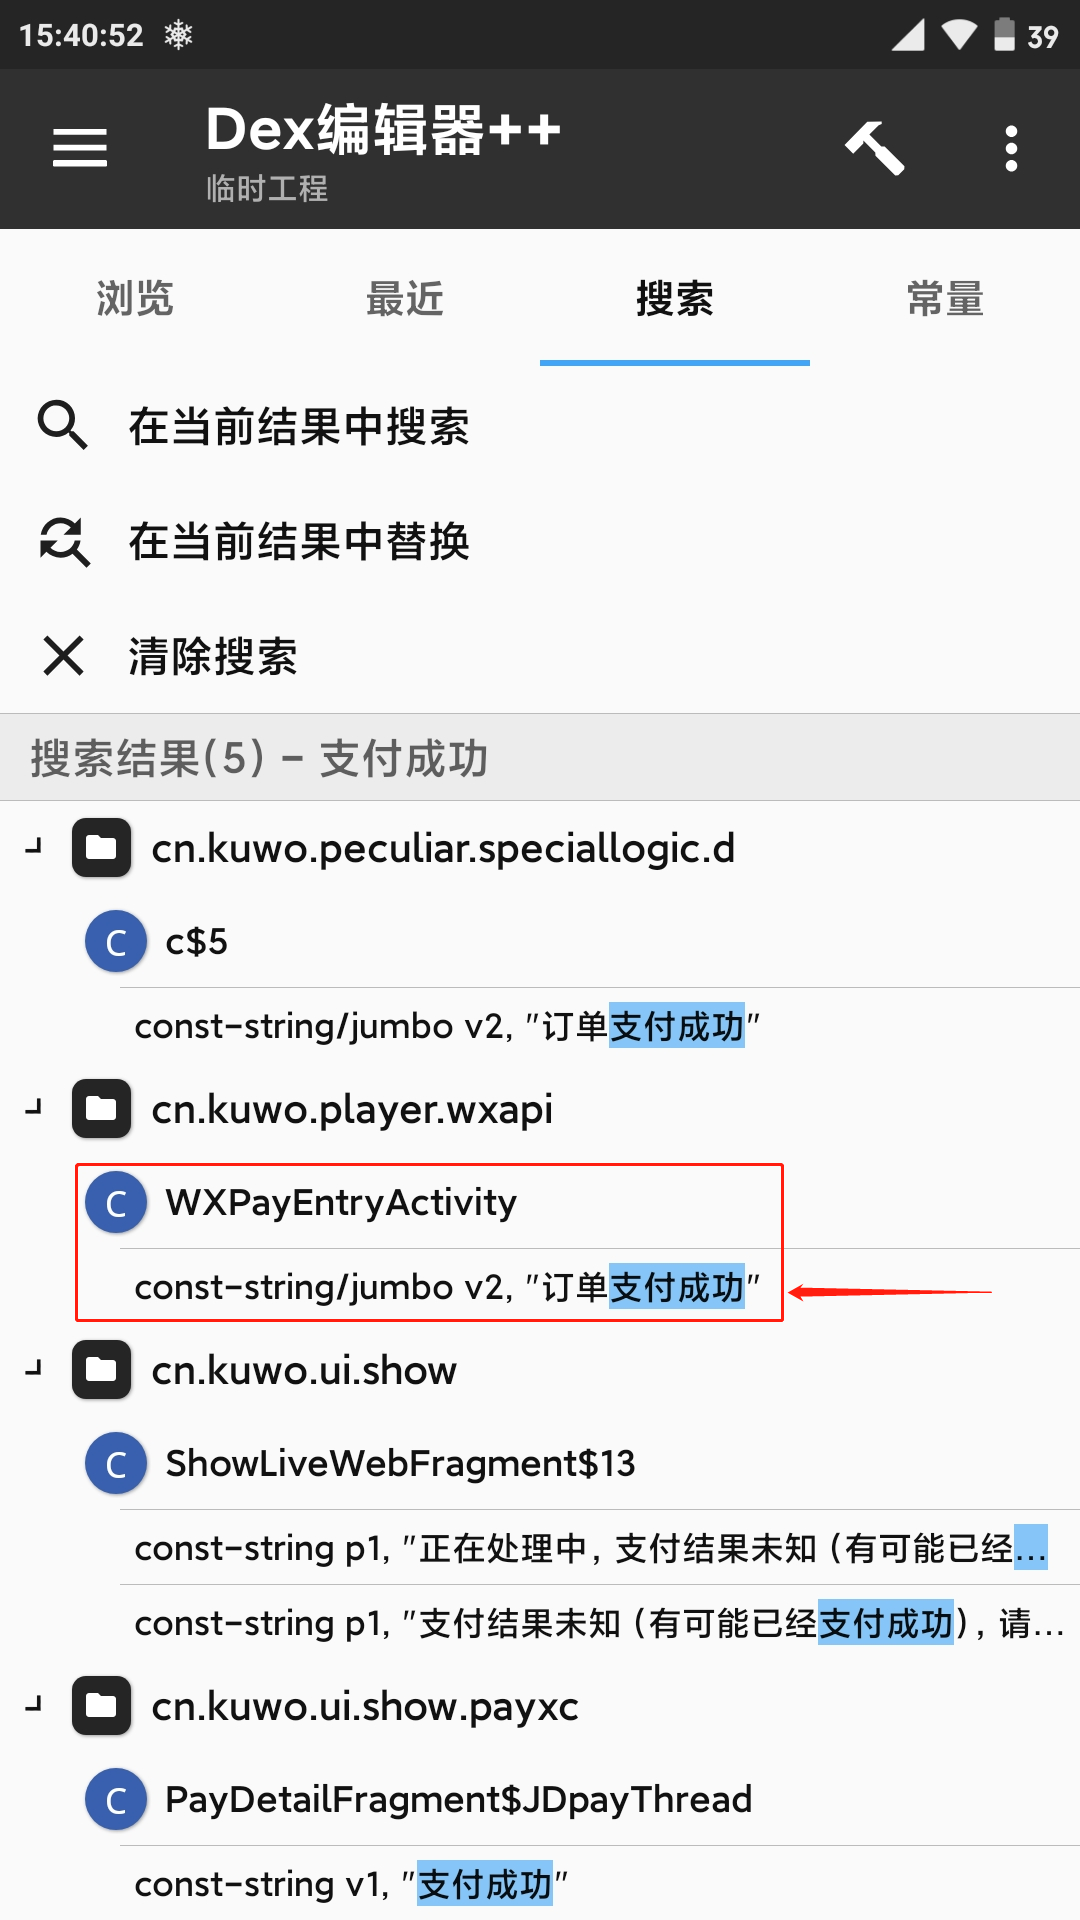 15:40:52
39
Dex编辑器++
临时工程
浏览 最近 搜索 常量
在当前结果中搜索
在当前结果中替换
清除搜索
搜索结果(5) - 支付成功
cn.kuwo.peculiar.speciallogic.d
C c$5
const-string/jumbo v2, "订单支付成功"
cn.kuwo.player.wxapi
C WXPayEntryActivity
const-string/jumbo v2, "订单支付成功"
cn.kuwo.ui.show
C ShowLiveWebFragment$13
const-string p1, "正在处理中, 支付结果未知 (有可能已经...
const-string p1, "支付结果未知 (有可能已经支付成功), 请...
cn.kuwo.ui.show.payxc
C PayDetailFragment$JDpayThread
const-string v1, "支付成功"